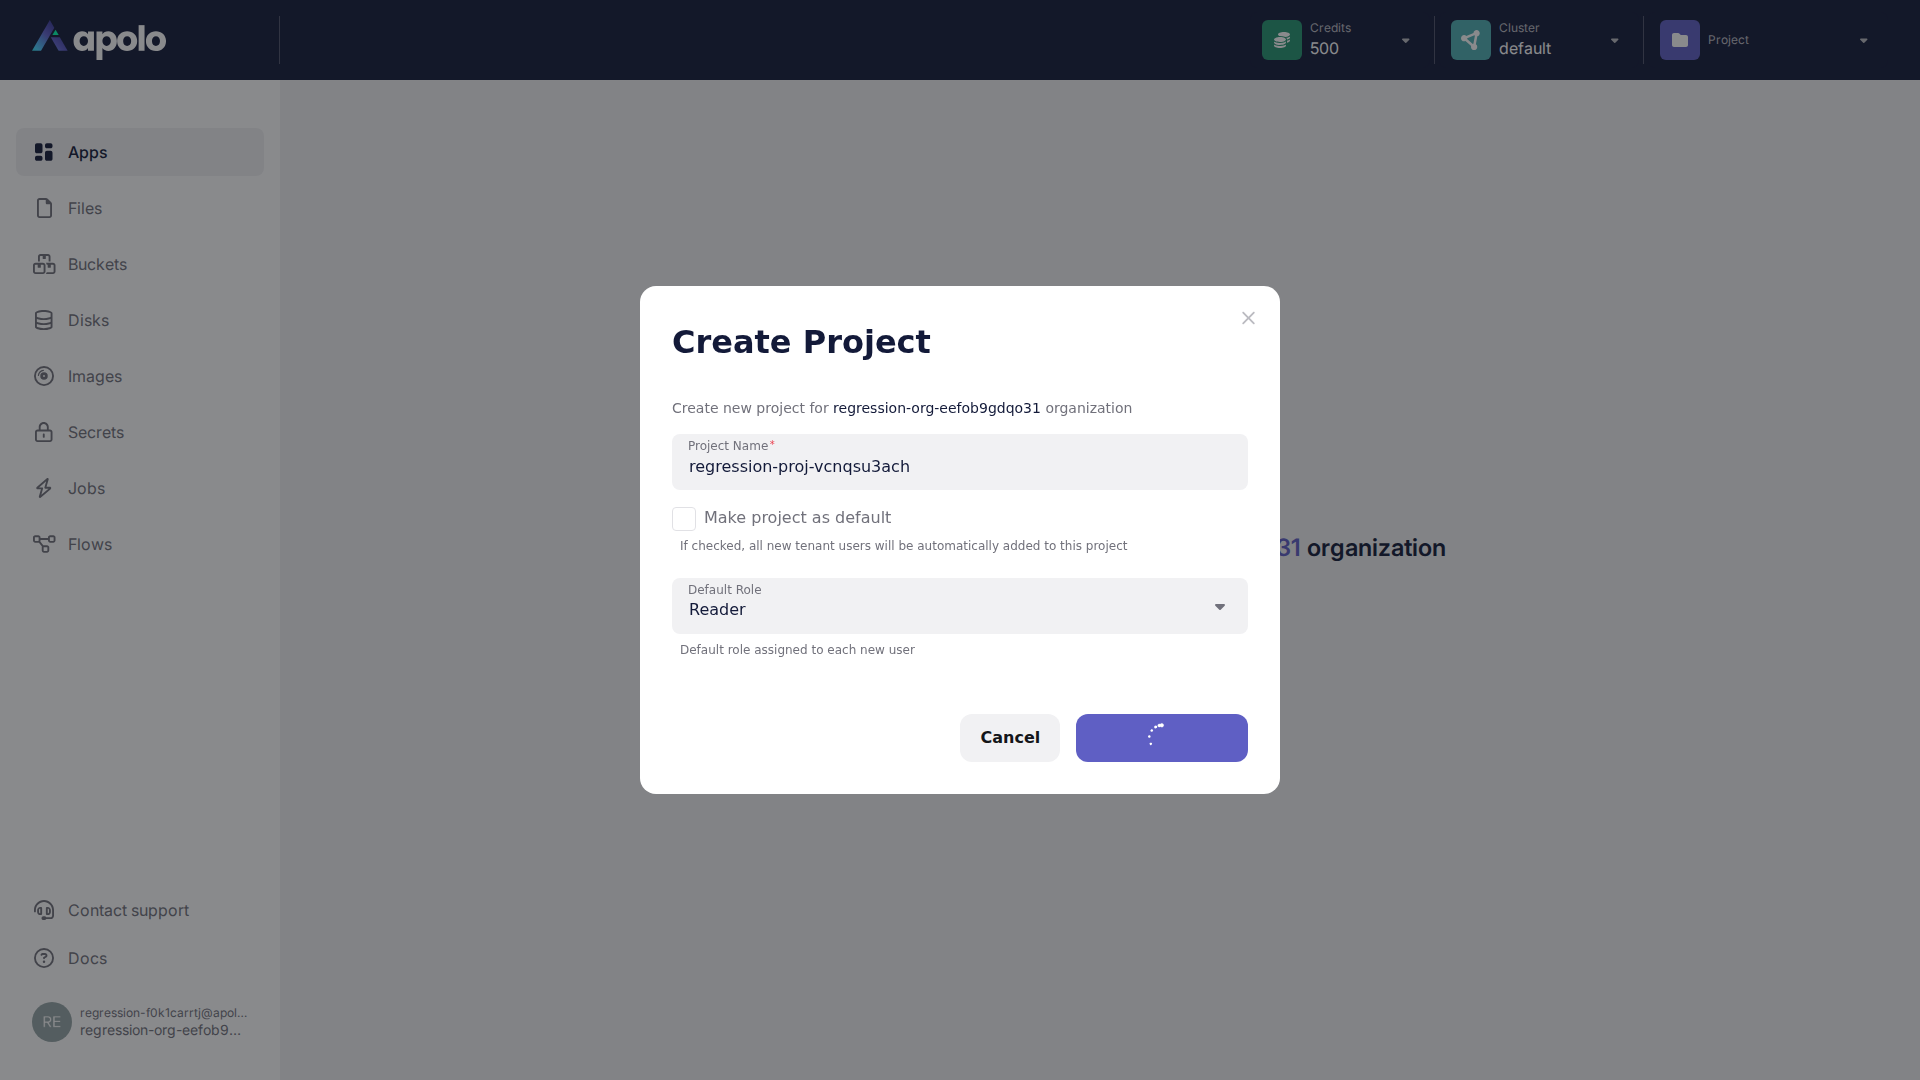 apolo
Credits
500
Cluster
default
Project
Apps
Files
Buckets
Disks
Images
Secrets
Jobs
Flows
31 organization
Create Project
Create new project for regression-org-eefob9gdqo31 organization
Project Name*
regression-proj-vcnqsu3ach
Make project as default
If checked, all new tenant users will be automatically added to this project
Default Role
Reader
Default role assigned to each new user
Cancel
Contact support
Docs
RE
regression-f0k1carrtj@apol...
regression-org-eefob9...